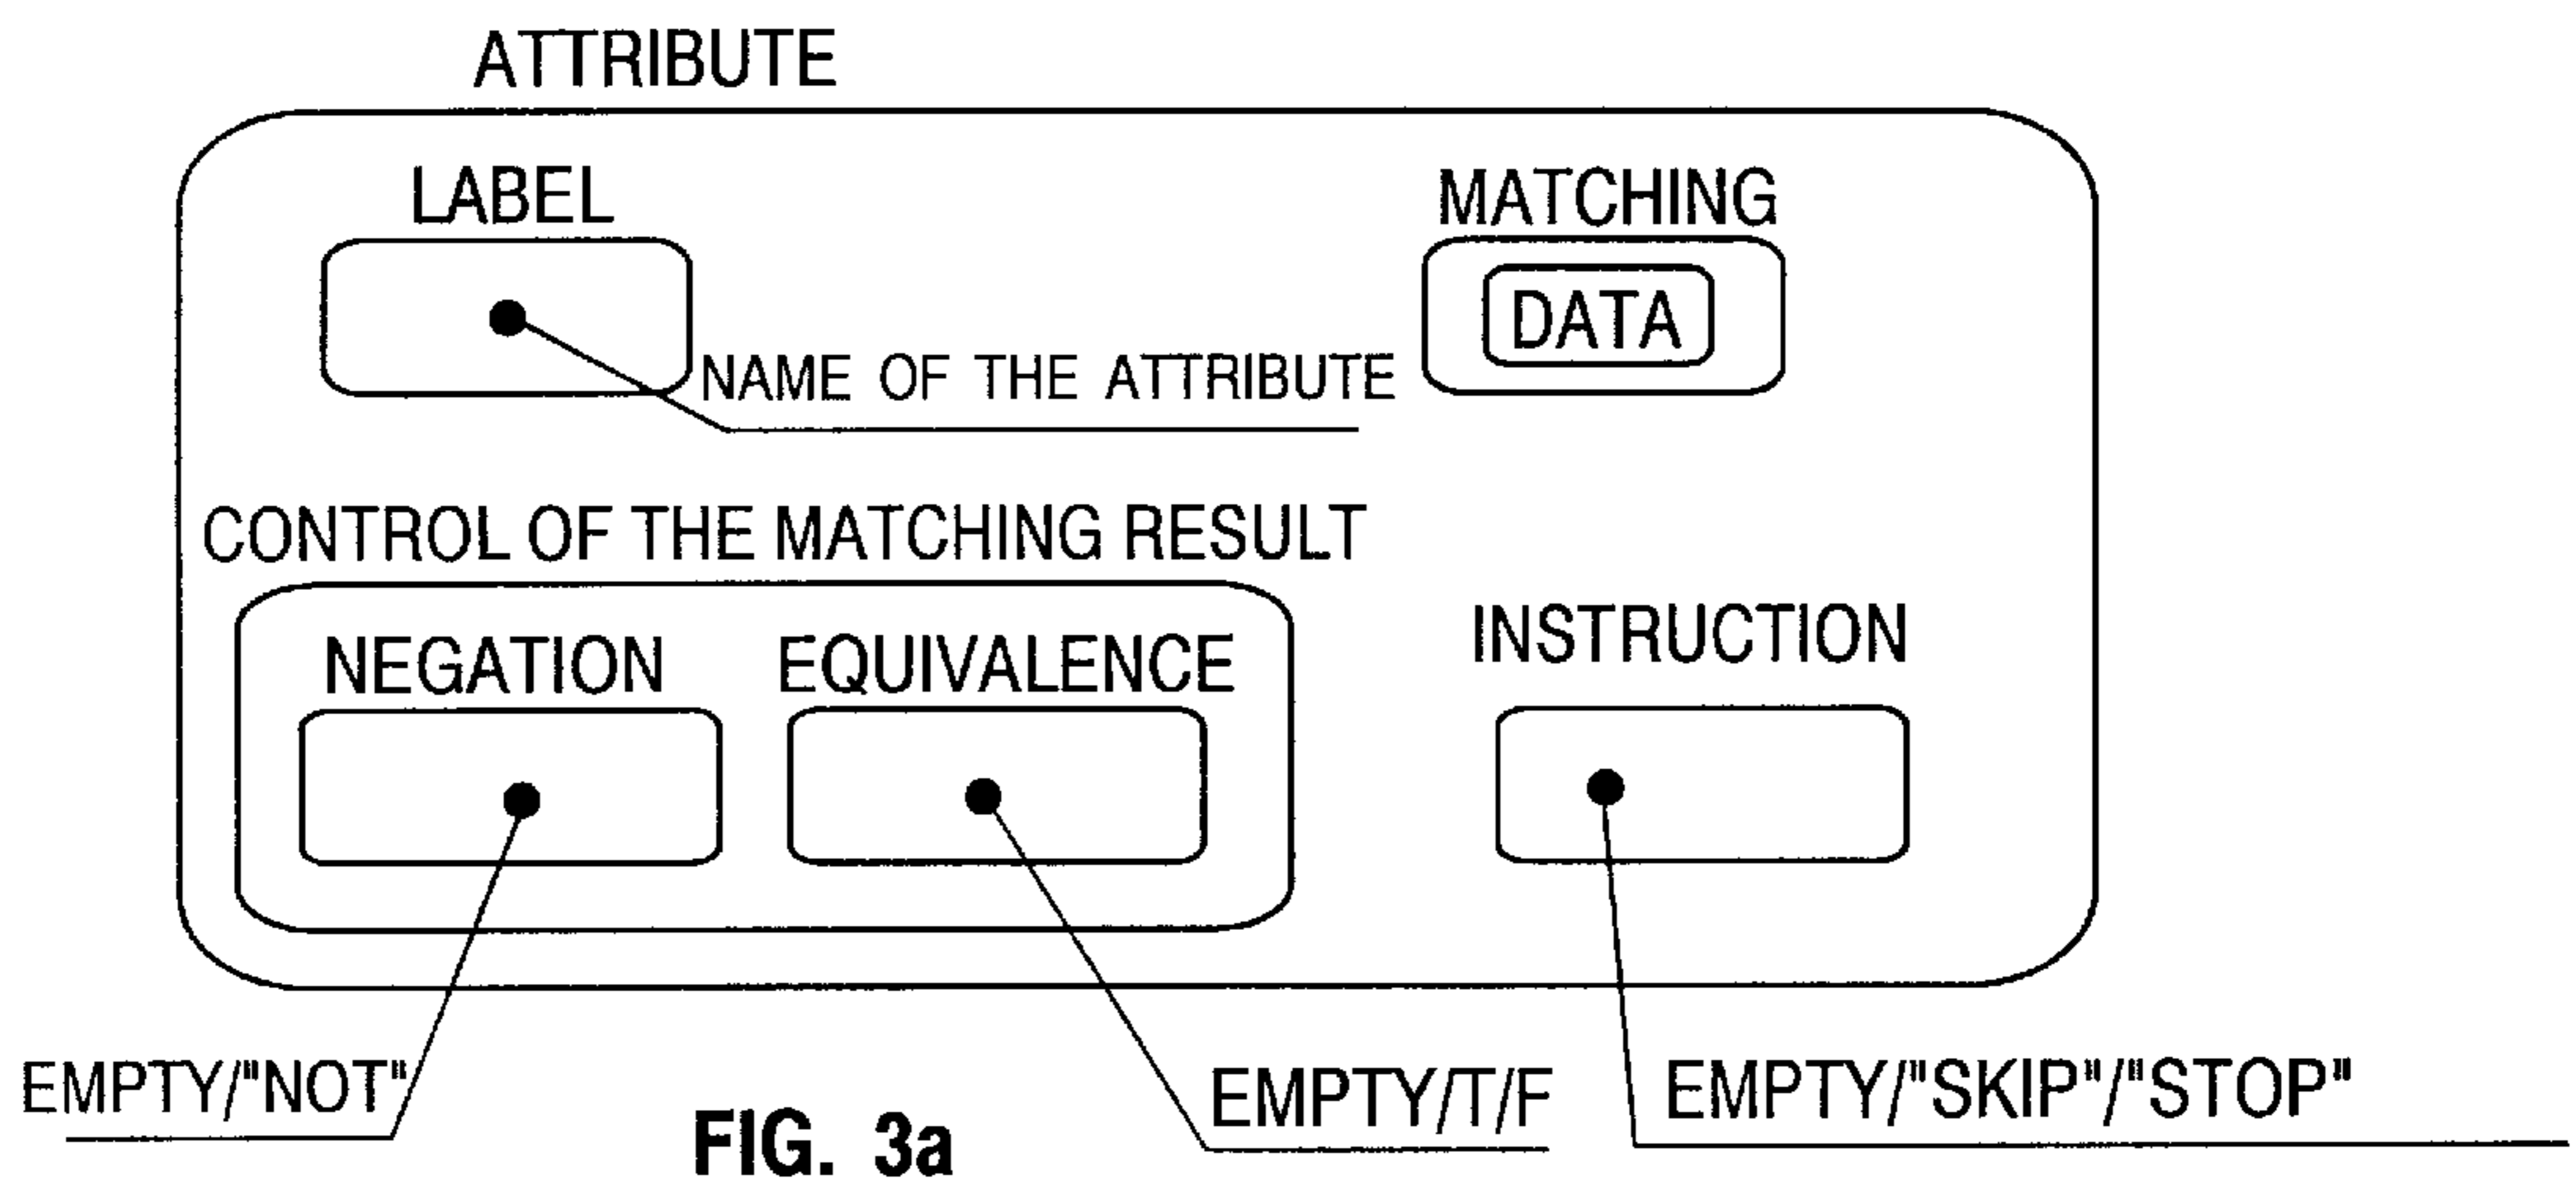 ATTRIBUTE
LABEL
MATCHING
DATA
NAME OF THE ATTRIBUTE
CONTROL OF THE MATCHING RESULT
NEGATION
EQUIVALENCE
INSTRUCTION
EMPTY/"NOT"
EMPTY/T/F
EMPTY/"SKIP"/"STOP"
FIG. 3a